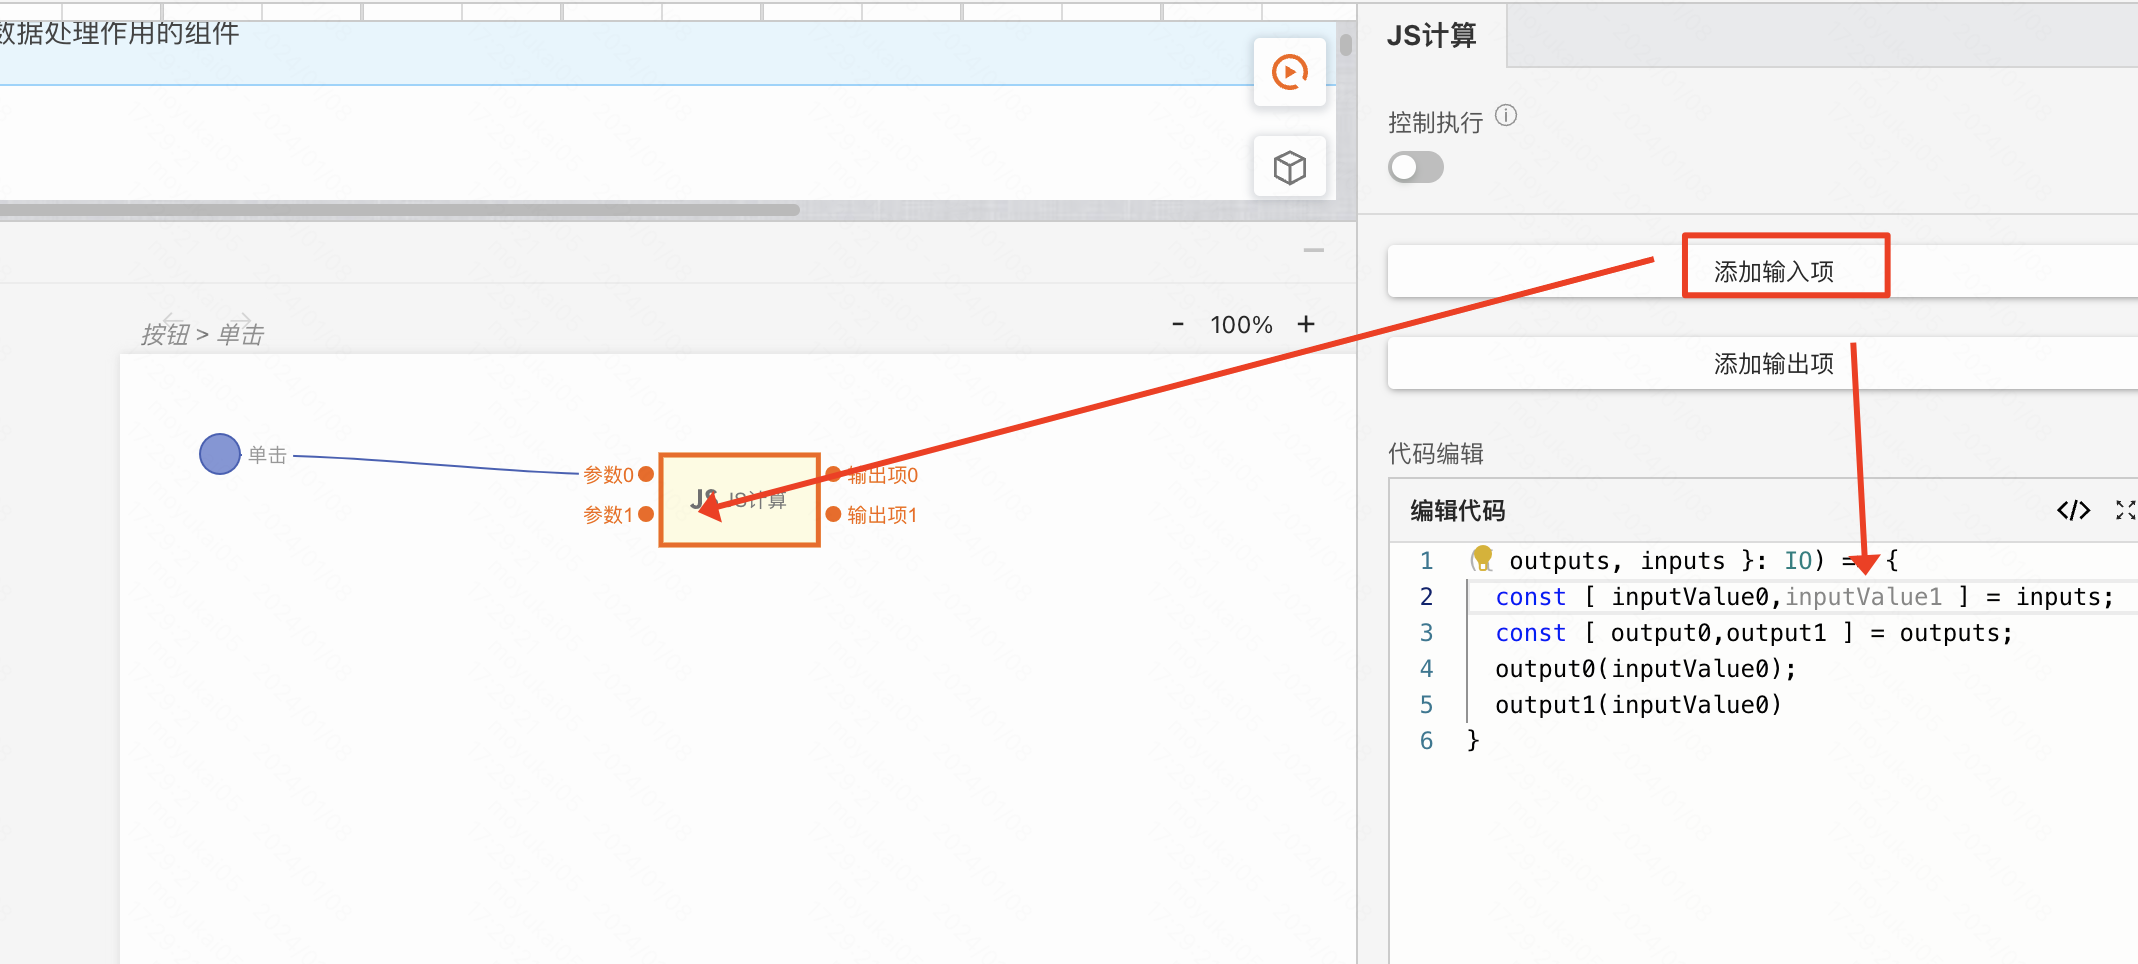 数据处理作用的组件
按钮 > 单击
- 100% +
单击
参数0
参数1
JS JS计算
输出项0
输出项1
JS计算
控制执行
添加输入项
添加输出项
代码编辑
编辑代码
1 outputs, inputs }: IO) = {
2 const [ inputValue0,inputValue1 ] = inputs;
3 const [ output0,output1 ] = outputs;
4 output0(inputValue0);
5 output1(inputValue0)
6 }